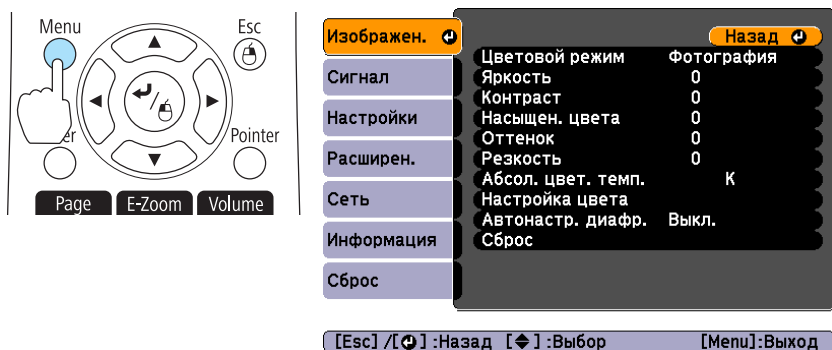 Menu
Esc
Pointer
Page
E-Zoom
Volume
Изображен.
Сигнал
Настройки
Расширен.
Сеть
Информация
Сброс
Назад
Цветовой режим Фотография
Яркость 0
Контраст 0
Насыщен. цвета 0
Оттенок 0
Резкость 0
Абсол. цвет. темп. K
Настройка цвета
Автонастр. диафр. Выкл.
Сброс
[Esc] /[ ] :Назад [ ] :Выбор [Menu]:Выход